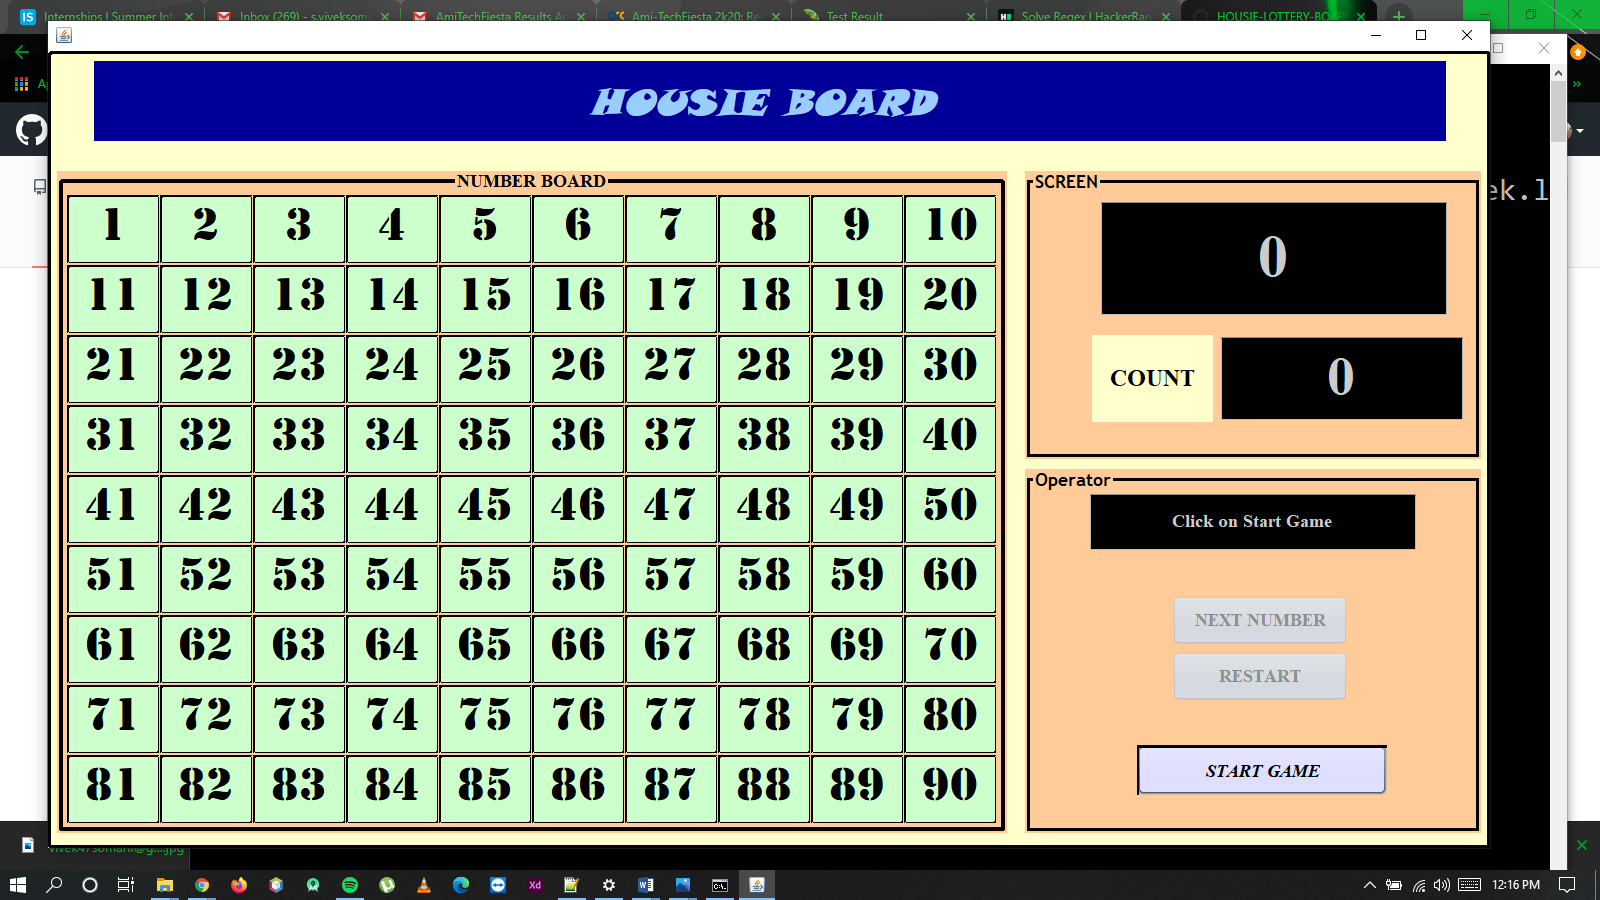 Internships | Summer Int
Inbox (269) - s.viveksom
AmiTechFiesta Results An
Ami-TechFiesta 2k20: Re
Test Result
Solve Regex | HackerRan
HOUSIE-LOTTERY-BOA
HOUSIE BOARD
NUMBER BOARD
1 2 3 4 5 6 7 8 9 10
11 12 13 14 15 16 17 18 19 20
21 22 23 24 25 26 27 28 29 30
31 32 33 34 35 36 37 38 39 40
41 42 43 44 45 46 47 48 49 50
51 52 53 54 55 56 57 58 59 60
61 62 63 64 65 66 67 68 69 70
71 72 73 74 75 76 77 78 79 80
81 82 83 84 85 86 87 88 89 90
SCREEN
0
COUNT
0
ek.l
Operator
Click on Start Game
NEXT NUMBER
RESTART
START GAME
Xd
12:16 PM